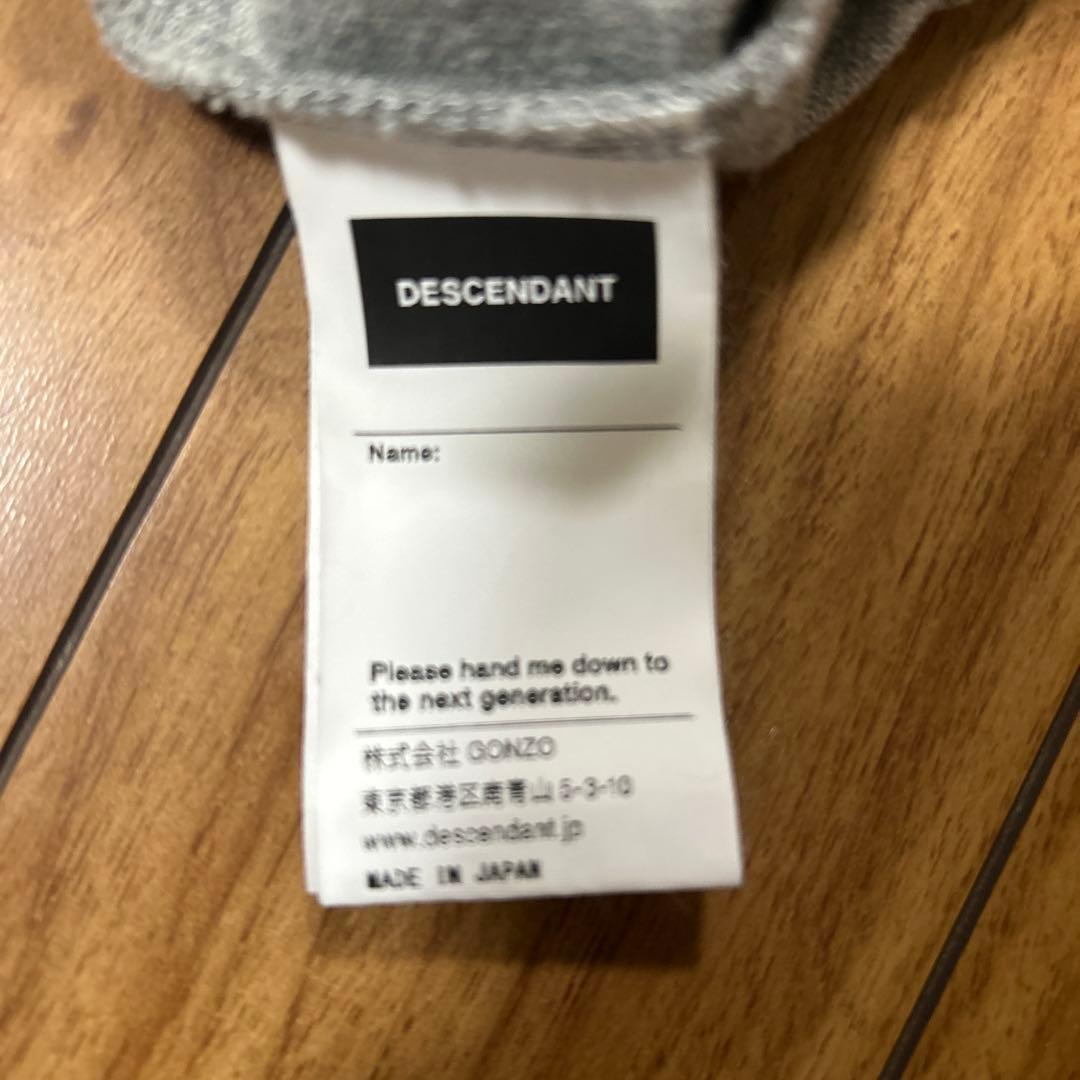 DESCENDANT
Name:
Please hand me down to
the next generation.
株式会社 GONZO
東京都港区南青山 5-3-10
www.descendant.jp
MADE IN JAPAN